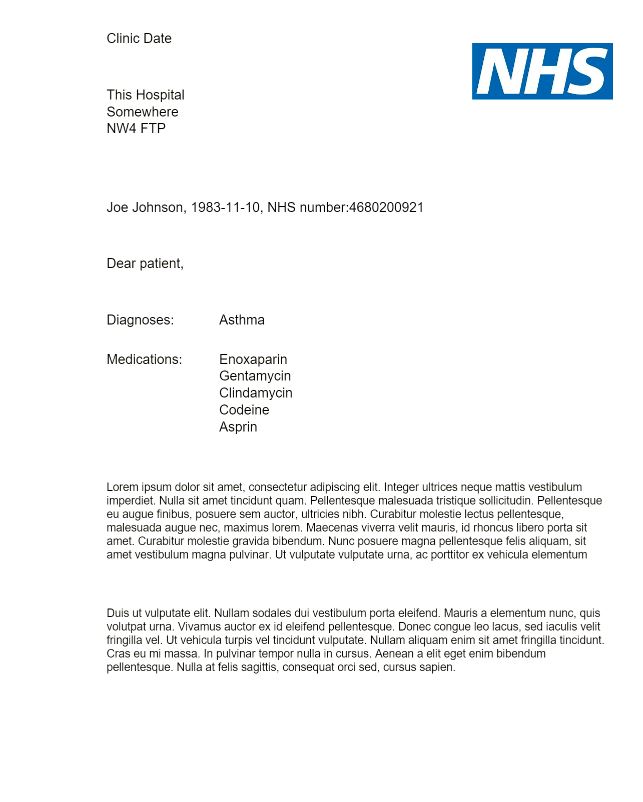 Clinic Date
NHS
This Hospital
Somewhere
NW4 FTP
Joe Johnson, 1983-11-10, NHS number:4680200921
Dear patient,
Diagnoses: Asthma
Medications: Enoxaparin
Gentamycin
Clindamycin
Codeine
Asprin
Lorem ipsum dolor sit amet, consectetur adipiscing elit. Integer ultrices neque mattis vestibulum
imperdiet. Nulla sit amet tincidunt quam. Pellentesque malesuada tristique sollicitudin. Pellentesque
eu augue finibus, posuere sem auctor, ultricies nibh. Curabitur molestie lectus pellentesque,
malesuada augue nec, maximus lorem. Maecenas viverra velit mauris, id rhoncus libero porta sit
amet. Curabitur molestie gravida bibendum. Nunc posuere magna pellentesque felis aliquam, sit
amet vestibulum magna pulvinar. Ut vulputate vulputate urna, ac porttitor ex vehicula elementum
Duis ut vulputate elit. Nullam sodales dui vestibulum porta eleifend. Mauris a elementum nunc, quis
volutpat urna. Vivamus auctor ex id eleifend pellentesque. Donec congue leo lacus, sed iaculis velit
fringilla vel. Ut vehicula turpis vel tincidunt vulputate. Nullam aliquam enim sit amet fringilla tincidunt.
Cras eu mi massa. In pulvinar tempor nulla in cursus. Aenean a elit eget enim bibendum
pellentesque. Nulla at felis sagittis, consequat orci sed, cursus sapien.